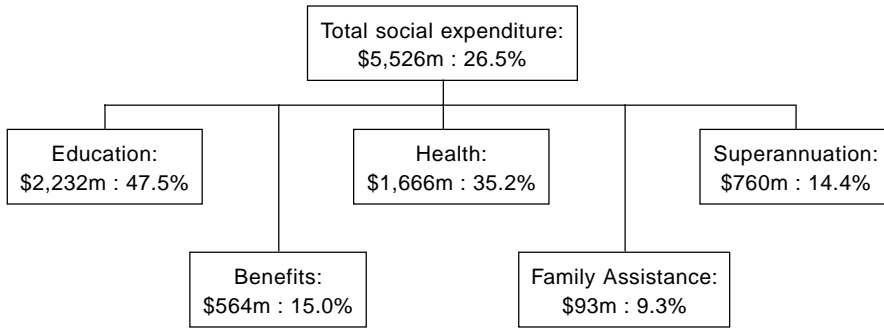 Total social expenditure:
$5,526m : 26.5%
Education:
$2,232m : 47.5%
Health:
$1,666m : 35.2%
Superannuation:
$760m : 14.4%
Benefits:
$564m : 15.0%
Family Assistance:
$93m : 9.3%